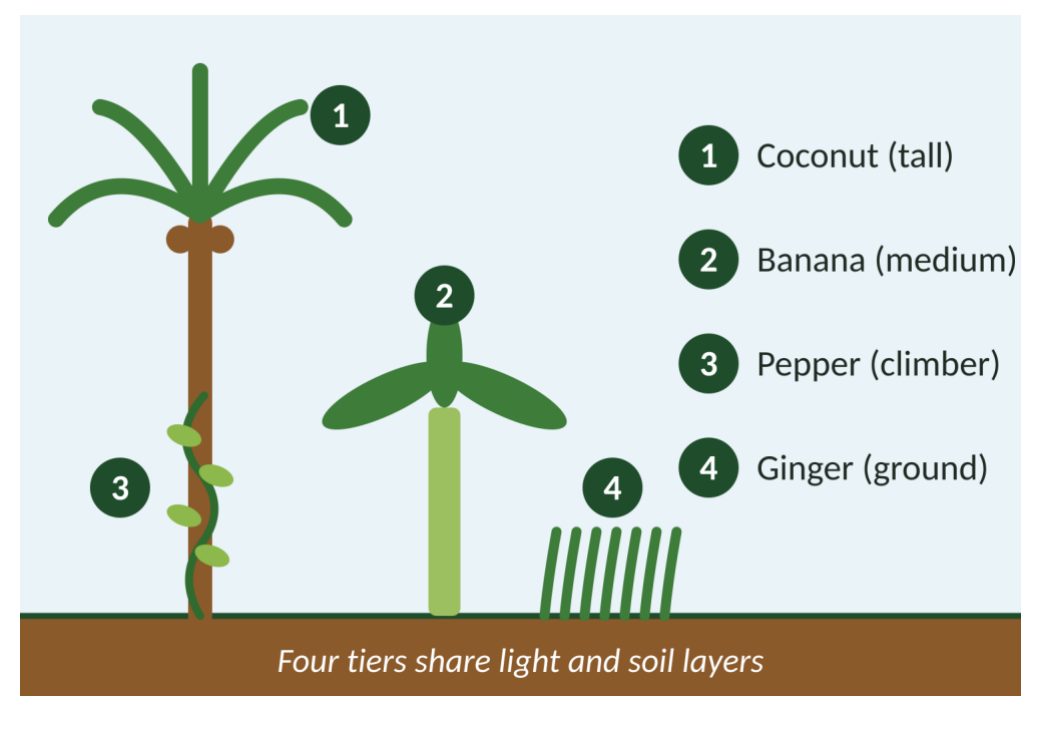 1
1 Coconut (tall)
2 Banana (medium)
2
3 Pepper (climber)
3
4
4 Ginger (ground)
Four tiers share light and soil layers